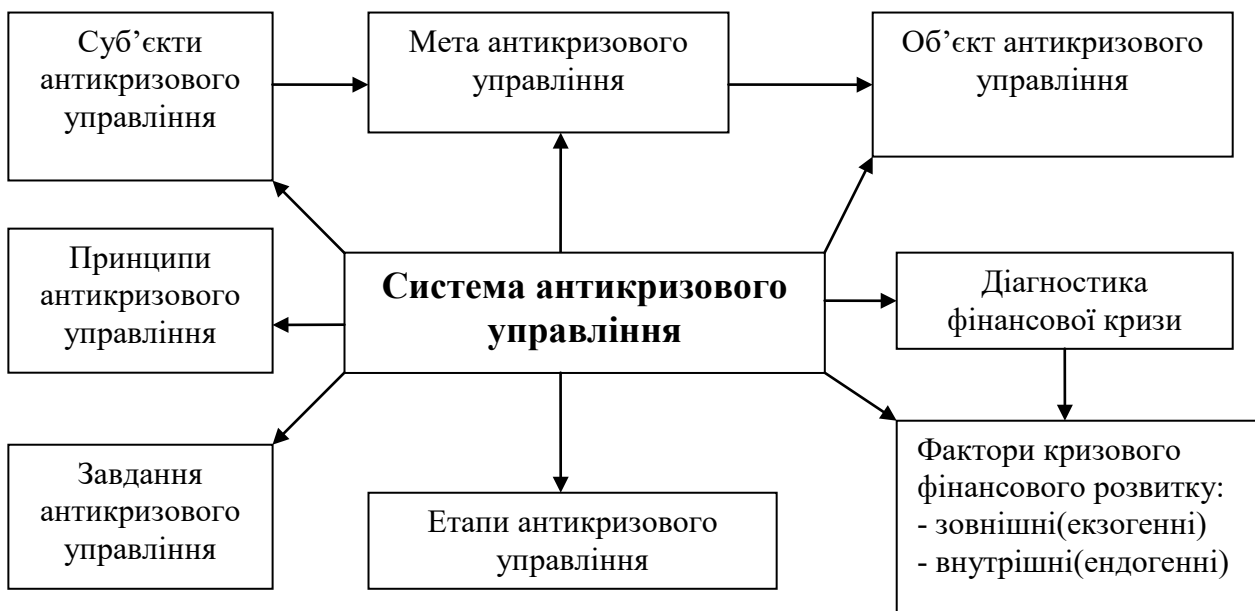 Суб’єкти
антикризового
управління
Мета антикризового
управління
Об’єкт антикризового
управління
Принципи
антикризового
управління
Система антикризового
управління
Діагностика
фінансової кризи
Завдання
антикризового
управління
Етапи антикризового
управління
Фактори кризового
фінансового розвитку:
- зовнішні(екзогенні)
- внутрішні(ендогенні)